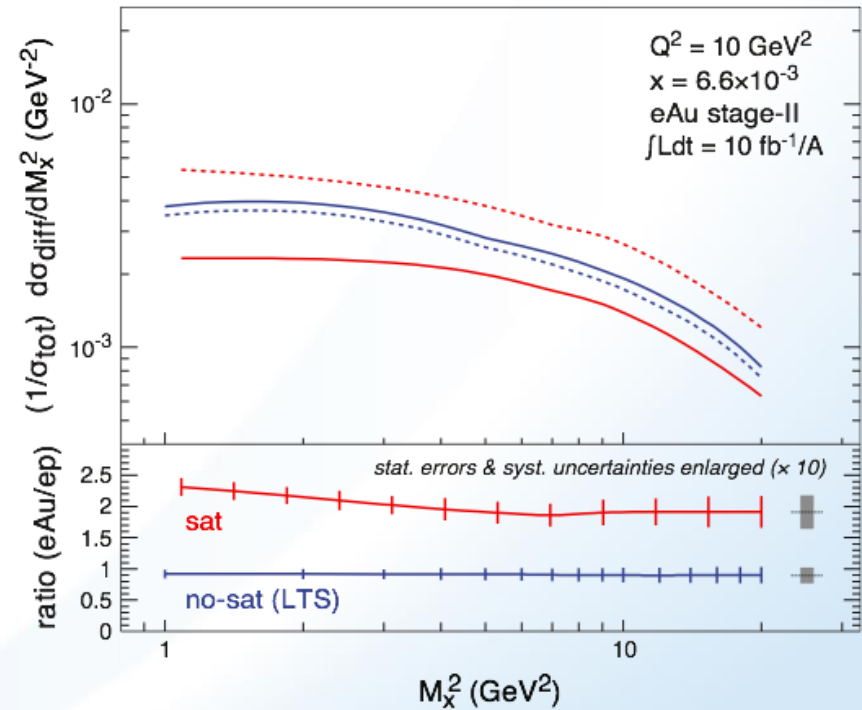 (1/σtot) dσdiff/dMx² (GeV⁻²)
10⁻²
10⁻³
Q² = 10 GeV²
x = 6.6×10⁻³
eAu stage-II
∫Ldt = 10 fb⁻¹/A
ratio (eAu/ep)
2.5
2
1.5
1
0.5
0
stat. errors & syst. uncertainties enlarged (× 10)
sat
no-sat (LTS)
1
10
Mx² (GeV²)